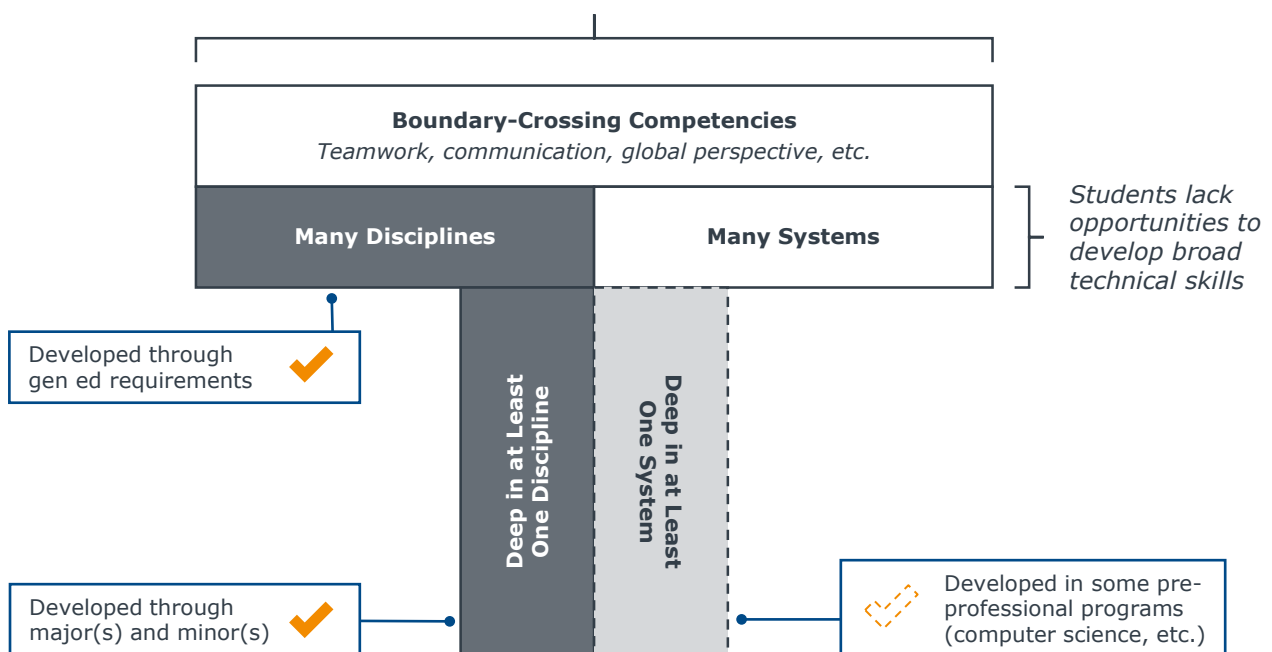 Boundary-Crossing Competencies
Teamwork, communication, global perspective, etc.
Many Disciplines
Many Systems
Students lack
opportunities to
develop broad
technical skills
Developed through
gen ed requirements
Deep in at Least
One Discipline
Deep in at Least
One System
Developed through
major(s) and minor(s)
Developed in some pre-
professional programs
(computer science, etc.)